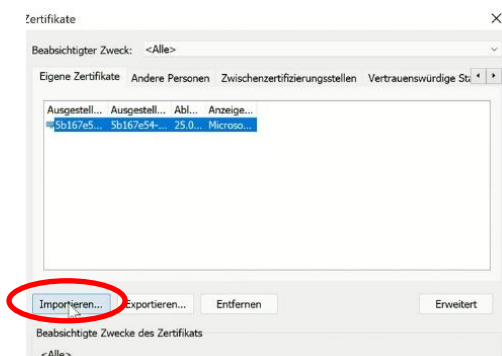 Zertifikate
Beabsichtigter Zweck: <Alle>
Eigene Zertifikate Andere Personen Zwischenzertifizierungsstellen Vertrauenswürdige Sta
Ausgestell... Ausgestell... Abl... Anzeige...
5b167e5... 5b167e54-... 25.0... Microso...
Importieren... Exportieren... Entfernen Erweitert
Beabsichtigte Zwecke des Zertifikats
<Alle>